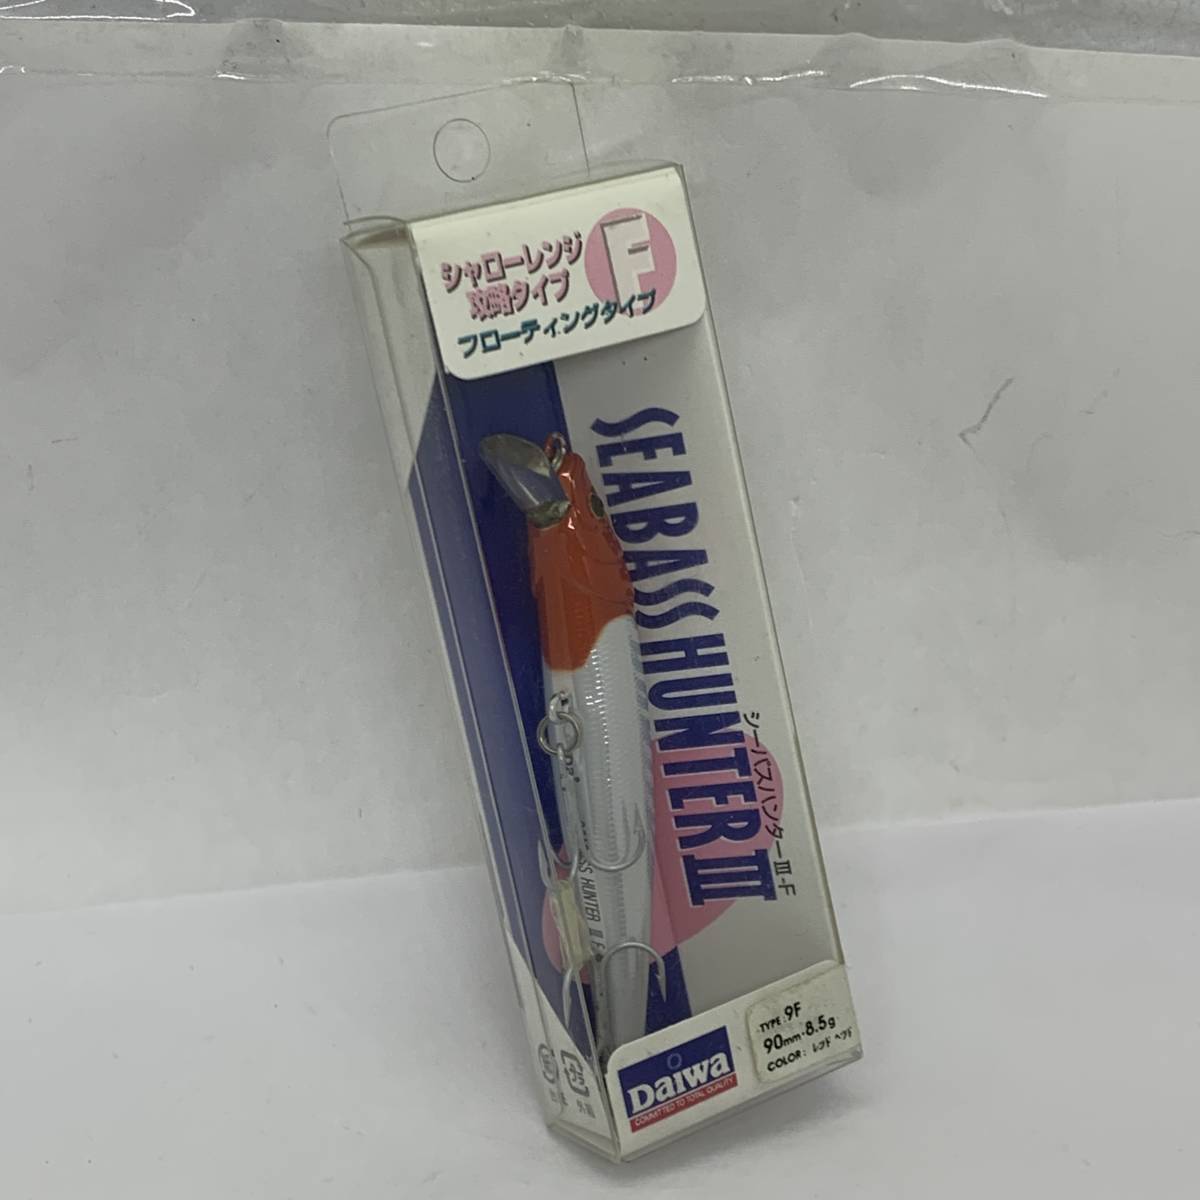 シャローレンジ
攻略タイプ
フローティングタイプ
F
SEABASS HUNTER III
シーバスハンターIII-F
HUNTER III F
Daiwa
COMMITTED TO TOTAL QUALITY
TYPE: 9F
90mm・8.5g
COLOR: レッドヘッド
外箱